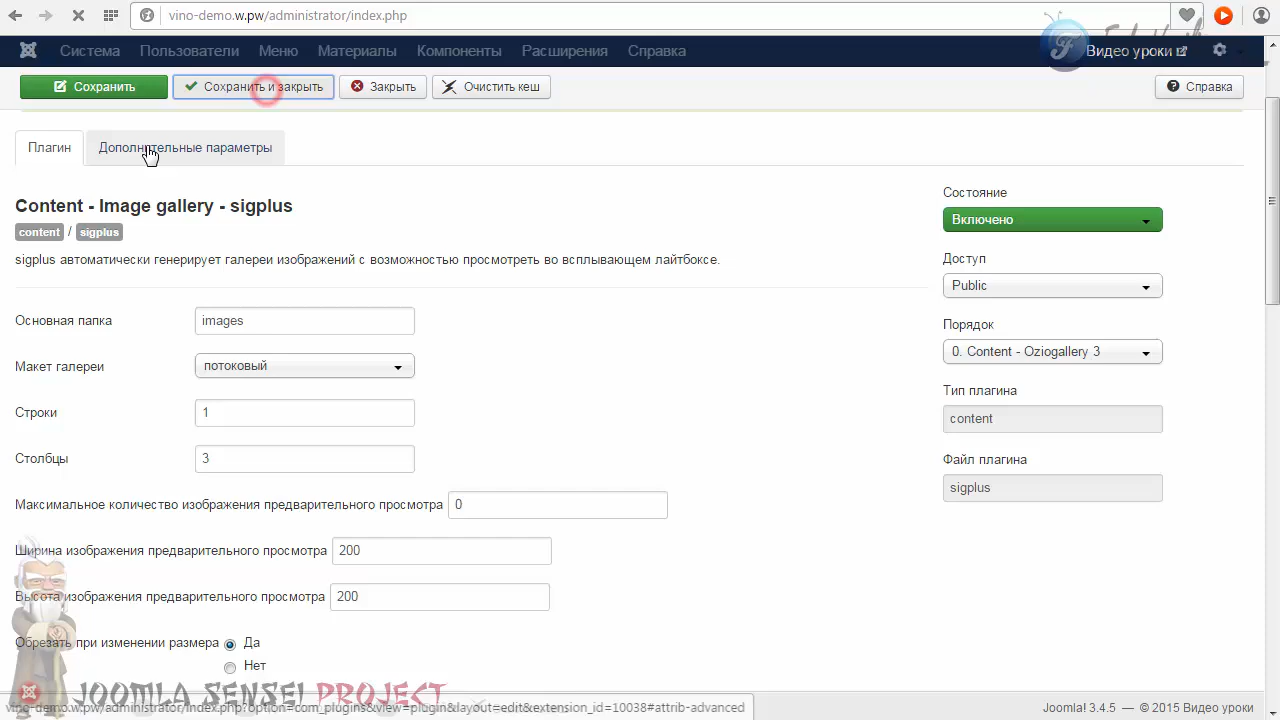 vino-demo.w.pw/administrator/index.php
Система Пользователи Меню Материалы Компоненты Расширения Справка Видео уроки
Сохранить Сохранить и закрыть Закрыть Очистить кеш Справка
Плагин Дополнительные параметры
Content - Image gallery - sigplus
content / sigplus
sigplus автоматически генерирует галереи изображений с возможностью просмотреть во всплывающем лайтбоксе.
Основная папка images
Макет галереи потоковый
Строки 1
Столбцы 3
Максимальное количество изображения предварительного просмотра 0
Ширина изображения предварительного просмотра 200
Высота изображения предварительного просмотра 200
Обрезать при изменении размера Да
Нет
Состояние
Включено
Доступ
Public
Порядок
0. Content - Oziogallery 3
Тип плагина
content
Файл плагина
sigplus
JOOMLA SENSEI PROJECT
vino-demo.w.pw/administrator/index.php?option=com_plugins&view=plugin&layout=edit&extension_id=10038#attrib-advanced
Joomla! 3.4.5 — © 2015 Видео уроки